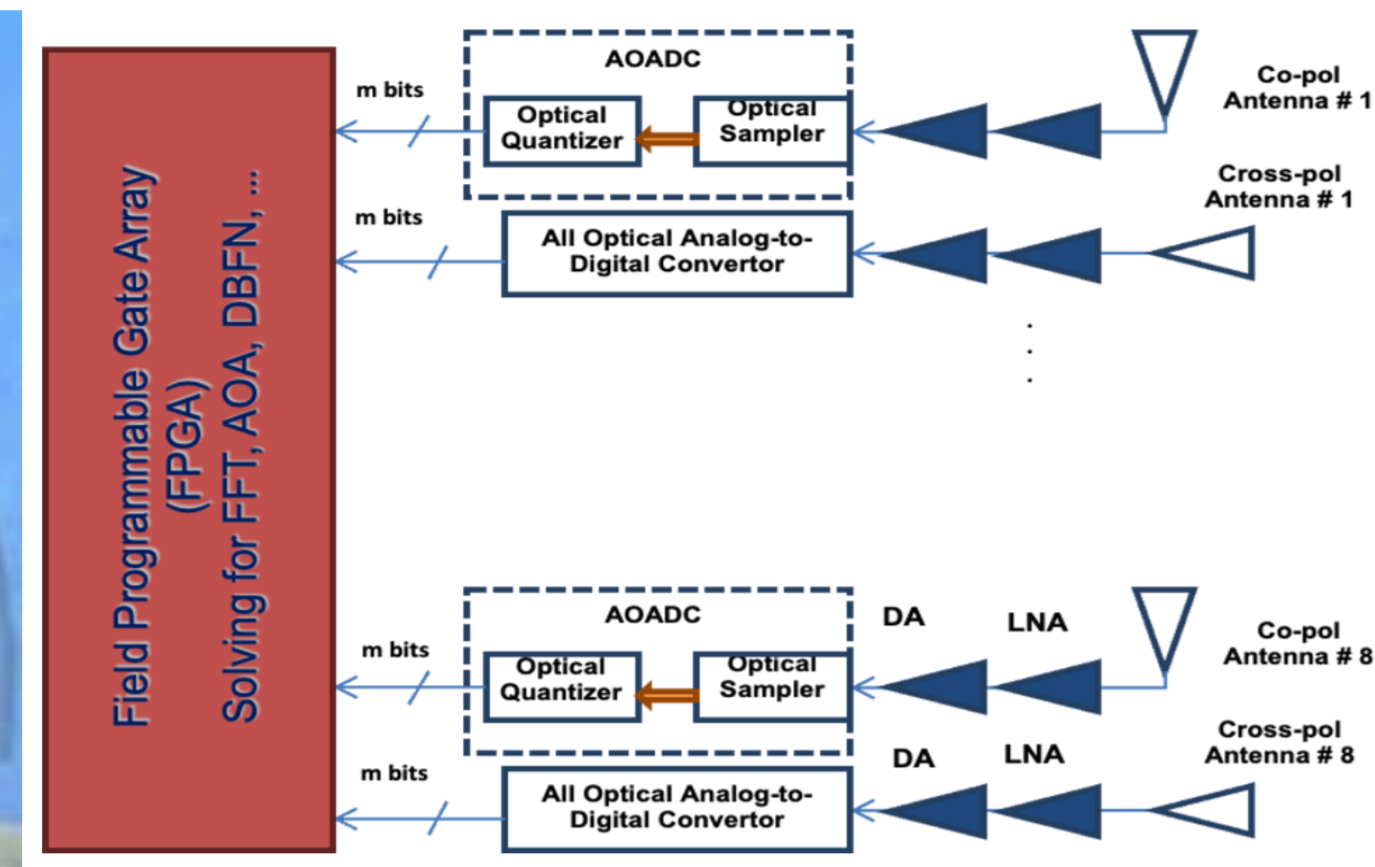 Field Programmable Gate Array
(FPGA)
Solving for FFT, AOA, DBFN, ...
AOADC
m bits
Optical
Quantizer
Optical
Sampler
Co-pol
Antenna # 1
m bits
All Optical Analog-to-
Digital Convertor
Cross-pol
Antenna # 1
.
.
.
AOADC
m bits
Optical
Quantizer
Optical
Sampler
DA
LNA
Co-pol
Antenna # 8
m bits
All Optical Analog-to-
Digital Convertor
DA
LNA
Cross-pol
Antenna # 8